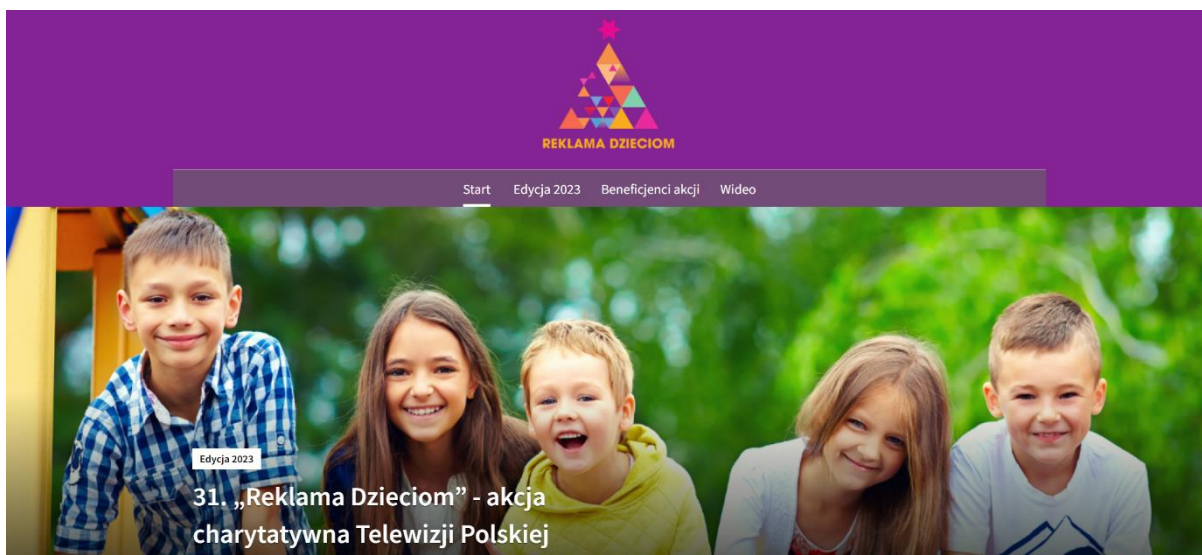 REKLAMA DZIECIOM
Start Edycja 2023 Beneficjenci akcji Wideo
Edycja 2023
31. „Reklama Dzieciom” - akcja
charytatywna Telewizji Polskiej